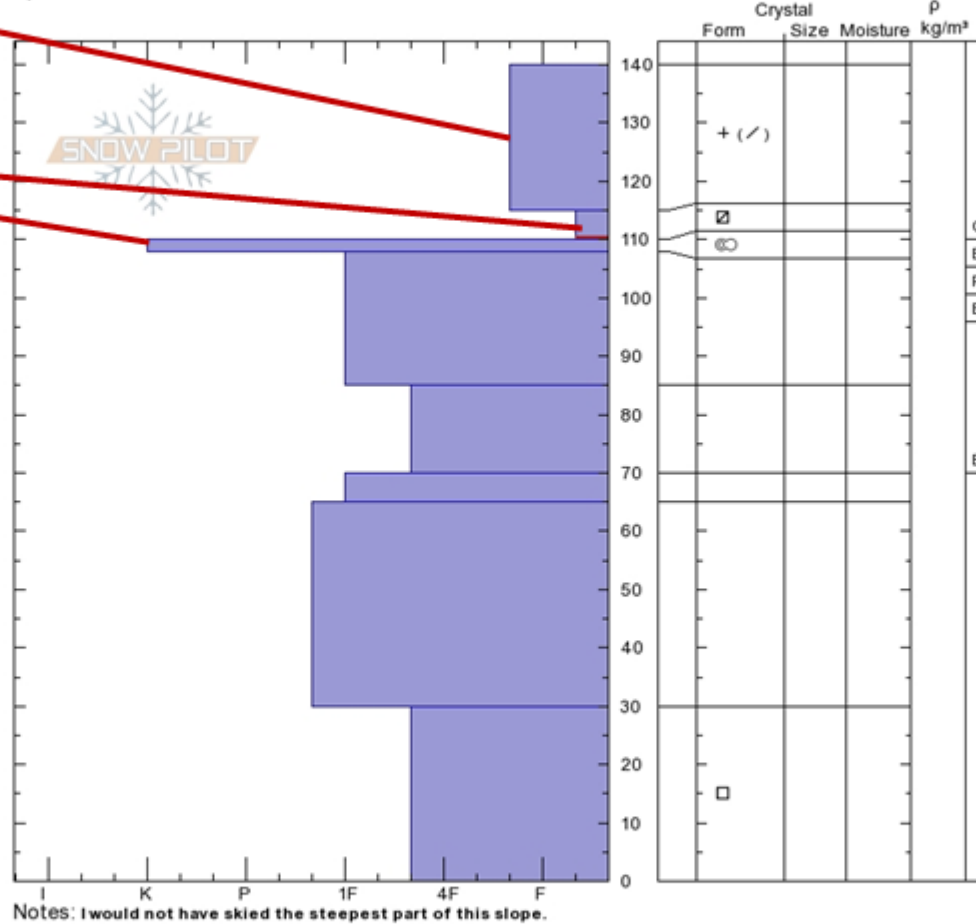 Crystal
ρ
Form Size Moisture kg/m³
SNOW PILOT
140
130
+ (/)
120
110
100
90
80
70
60
50
40
30
20
10
0
I K P 1F 4F F
Notes: I would not have skied the steepest part of this slope.